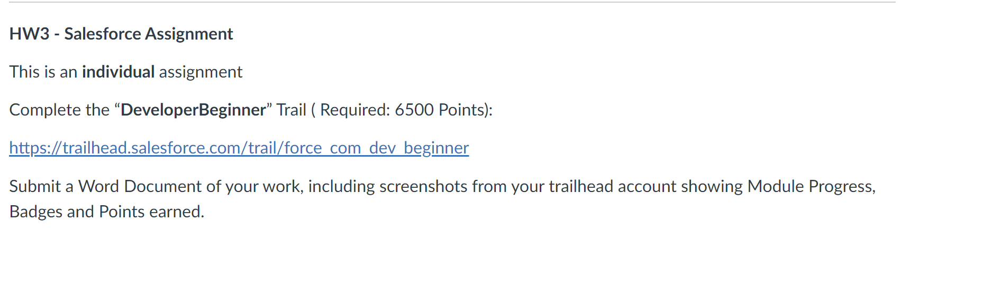 HW3 - Salesforce Assignment
This is an individual assignment
Complete the “DeveloperBeginner” Trail ( Required: 6500 Points):
https://trailhead.salesforce.com/trail/force_com_dev_beginner
Submit a Word Document of your work, including screenshots from your trailhead account showing Module Progress,
Badges and Points earned.